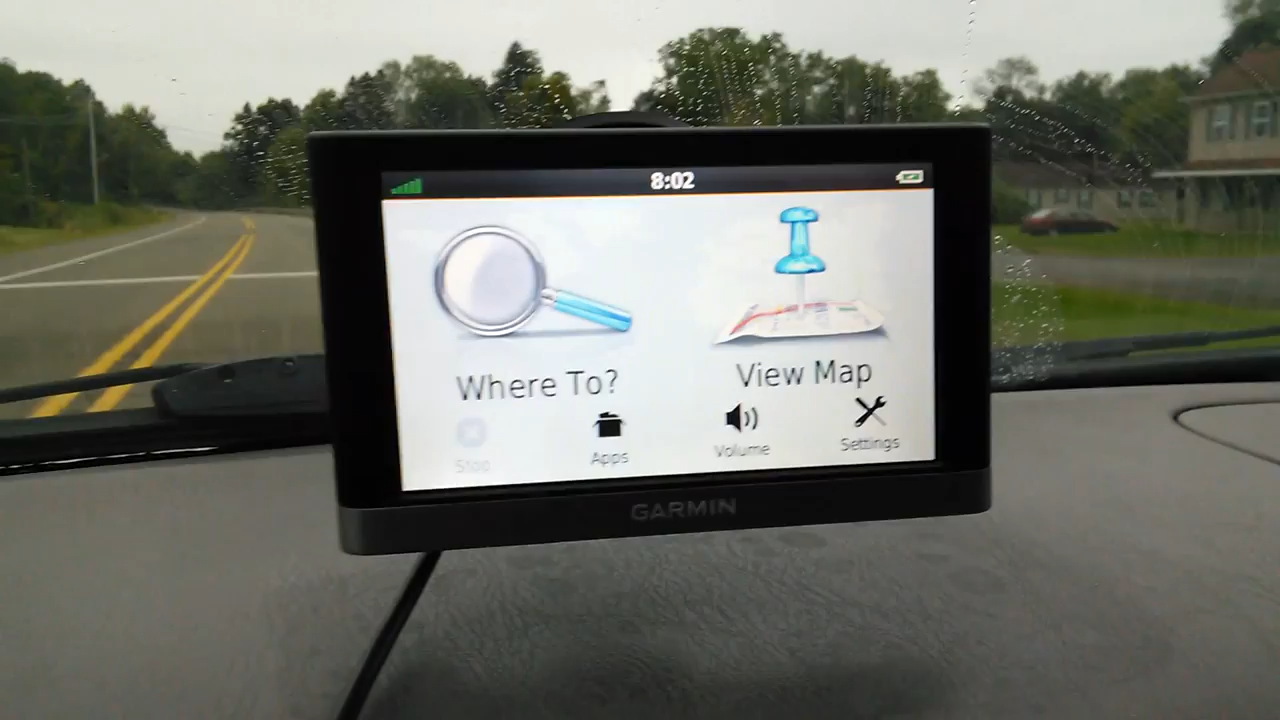 8:02
Where To?
View Map
Stop
Apps
Volume
Settings
GARMIN